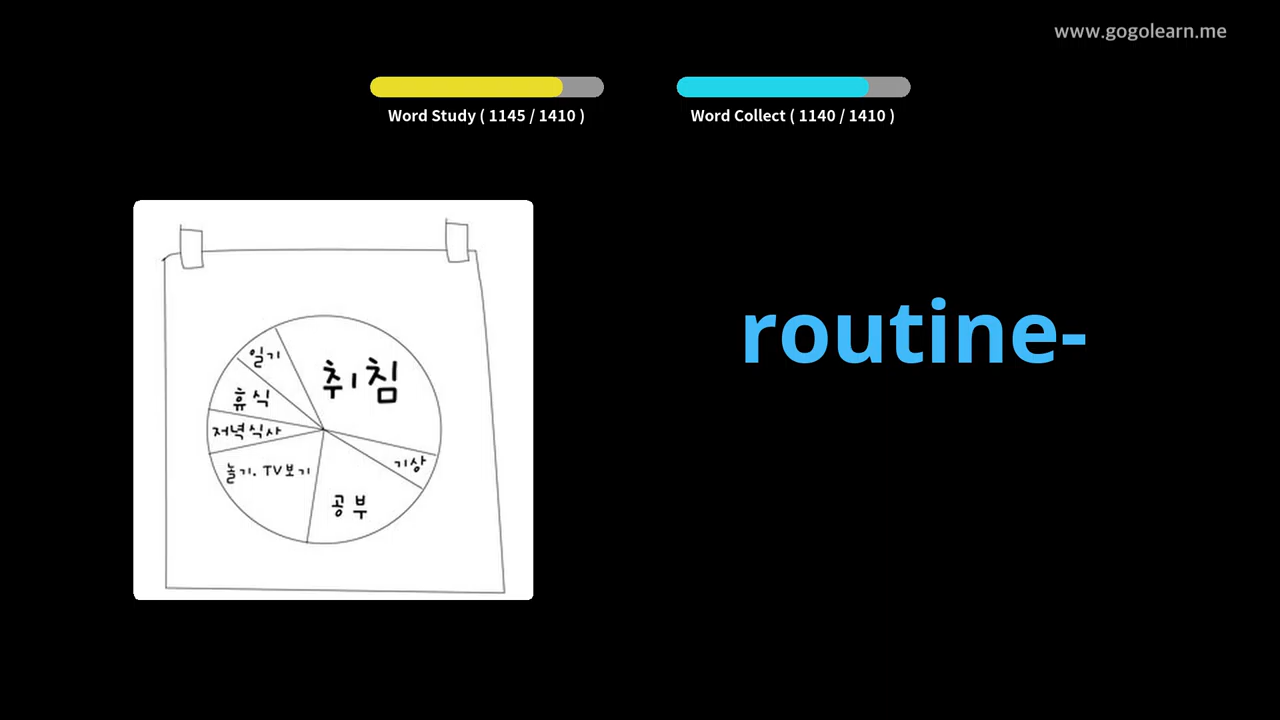 www.gogolearn.me
Word Study ( 1145 / 1410 )
Word Collect ( 1140 / 1410 )
일기
취침
휴식
저녁식사
놀기. TV보기
기상
공부
routine-